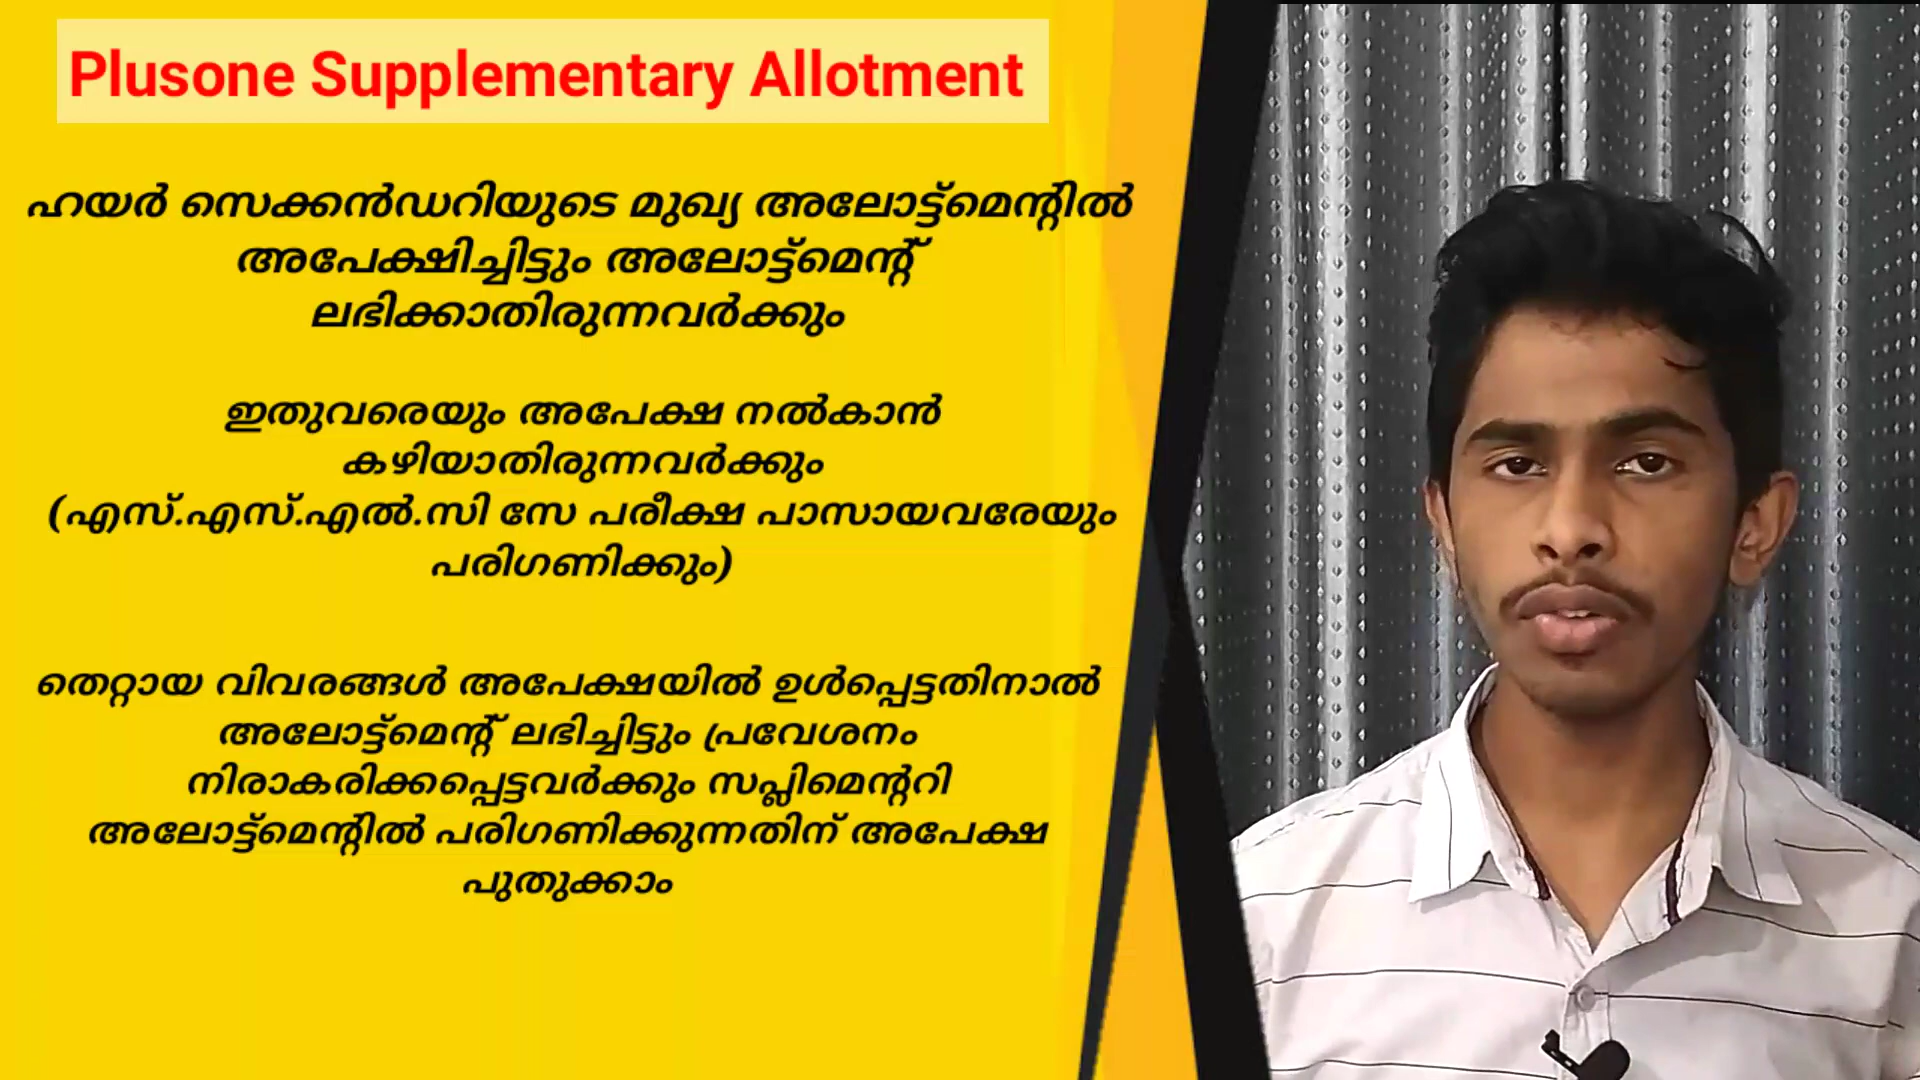 Plusone Supplementary Allotment
ഹയർ സെക്കൻഡറിയുടെ മുഖ്യ അലോട്ട്മെന്റിൽ
അപേക്ഷിച്ചിട്ടും അലോട്ട്മെന്റ്
ലഭിക്കാതിരുന്നവർക്കും
ഇതുവരെയും അപേക്ഷ നൽകാൻ
കഴിയാതിരുന്നവർക്കും
(എസ്.എസ്.എൽ.സി സേ പരീക്ഷ പാസായവരേയും
പരിഗണിക്കും)
തെറ്റായ വിവരങ്ങൾ അപേക്ഷയിൽ ഉൾപ്പെട്ടതിനാൽ
അലോട്ട്മെന്റ് ലഭിച്ചിട്ടും പ്രവേശനം
നിരാകരിക്കപ്പെട്ടവർക്കും സപ്ലിമെന്ററി
അലോട്ട്മെന്റിൽ പരിഗണിക്കുന്നതിന് അപേക്ഷ
പുതുക്കാം